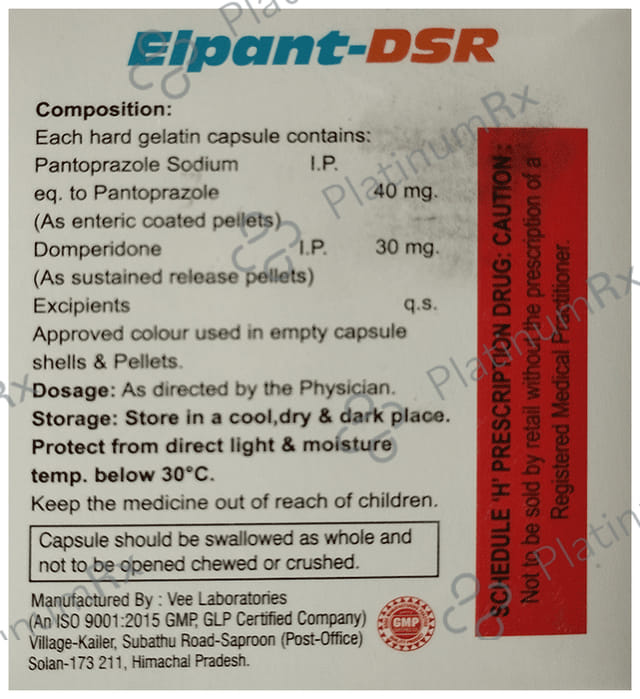 Elpant-DSR
Composition:
Each hard gelatin capsule contains:
Pantoprazole Sodium I.P.
eq. to Pantoprazole 40 mg.
(As enteric coated pellets)
Domperidone I.P. 30 mg.
(As sustained release pellets)
Excipients q.s.
Approved colour used in empty capsule
shells & Pellets.
Dosage: As directed by the Physician.
Storage: Store in a cool,dry & dark place.
Protect from direct light & moisture
temp. below 30°C.
Keep the medicine out of reach of children.
Capsule should be swallowed as whole and
not to be opened chewed or crushed.
Manufactured By : Vee Laboratories
(An ISO 9001:2015 GMP, GLP Certified Company)
Village-Kailer, Subathu Road-Saproon (Post-Office)
Solan-173 211, Himachal Pradesh.
GMP
SCHEDULE 'H' PRESCRIPTION DRUG: CAUTION :
Not to be sold by retail without the prescription of a
Registered Medical Practitioner.
PlatinumRx
PlatinumRx
PlatinumRx